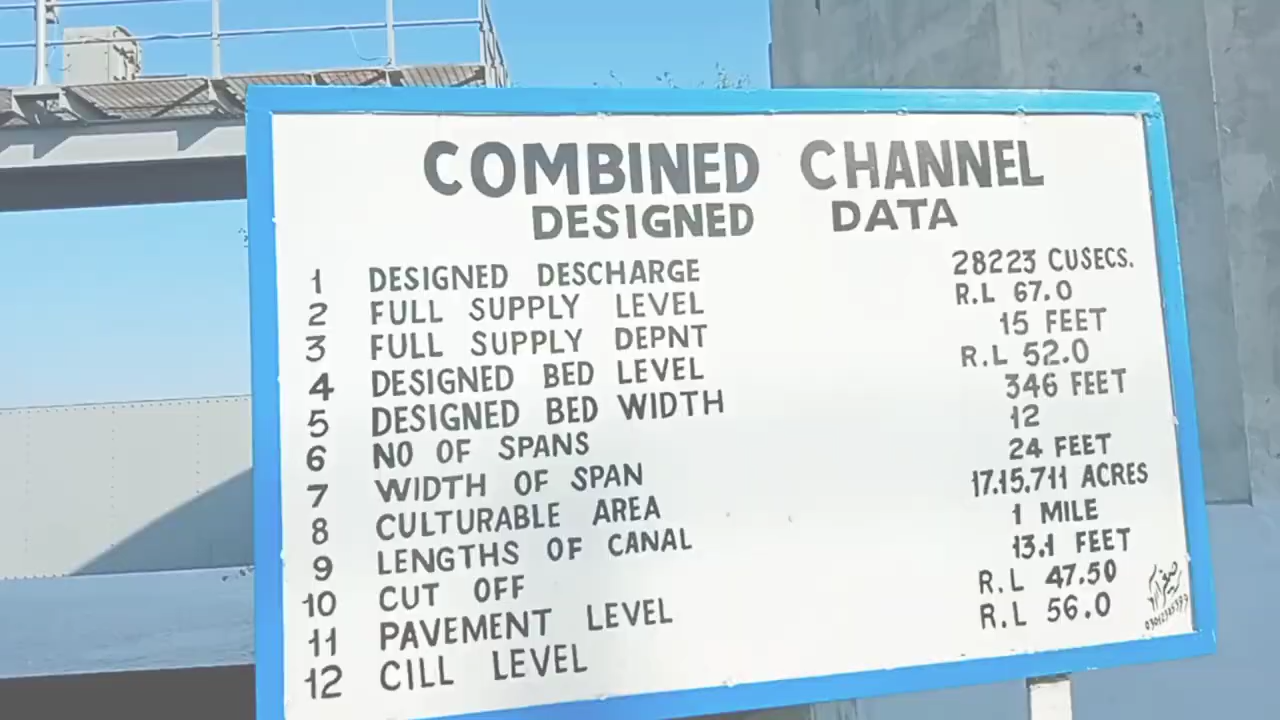 COMBINED CHANNEL
DESIGNED DATA
1 DESIGNED DESCHARGE 28223 CUSECS.
2 FULL SUPPLY LEVEL R.L 67.0
3 FULL SUPPLY DEPNT 15 FEET
4 DESIGNED BED LEVEL R.L 52.0
5 DESIGNED BED WIDTH 346 FEET
6 NO OF SPANS 12
7 WIDTH OF SPAN 24 FEET
8 CULTURABLE AREA 17.15,711 ACRES
9 LENGTHS OF CANAL 1 MILE
10 CUT OFF 13.1 FEET
11 PAVEMENT LEVEL R.L 47.50
12 CILL LEVEL R.L 56.0